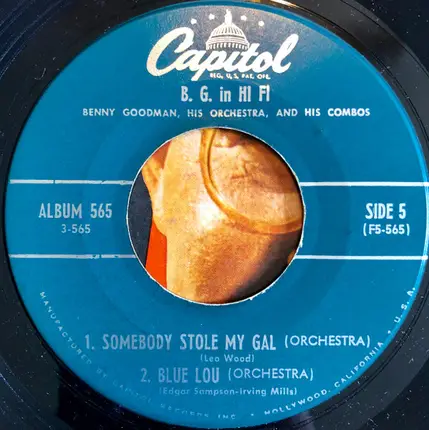 Capitol
REG. U.S. PAT. OFF.
B. G. in HI FI
BENNY GOODMAN, HIS ORCHESTRA, AND HIS COMBOS
ALBUM 565
3-565
SIDE 5
(F5-565)
1. SOMEBODY STOLE MY GAL (ORCHESTRA)
(Leo Wood)
2. BLUE LOU (ORCHESTRA)
(Edgar Sampson-Irving Mills)
MANUFACTURED BY CAPITOL RECORDS INC. • HOLLYWOOD, CALIFORNIA, U.S.A.